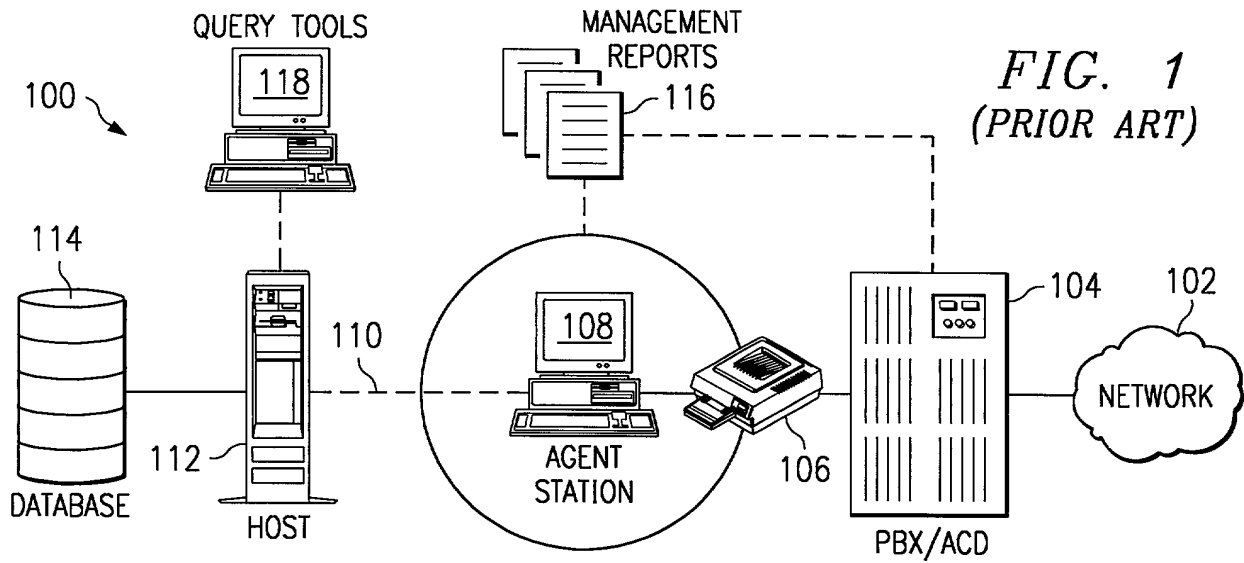 QUERY TOOLS
MANAGEMENT
REPORTS
FIG. 1
(PRIOR ART)
100
118
116
114
104
102
110
108
NETWORK
112
AGENT
STATION
106
DATABASE
HOST
PBX/ACD